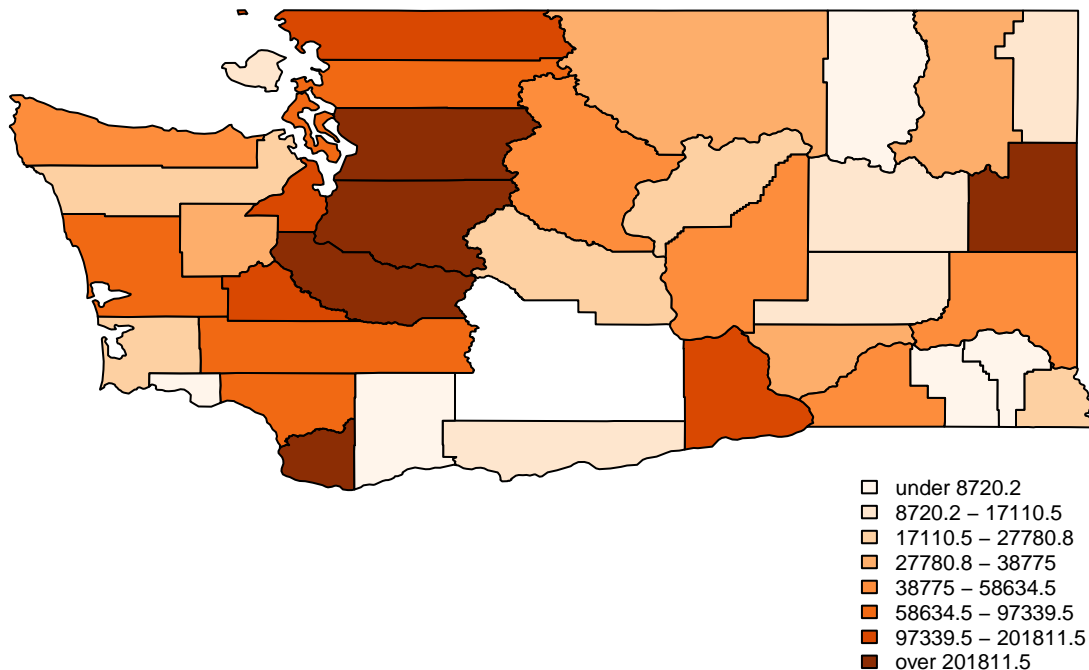 under 8720.2
8720.2 – 17110.5
17110.5 – 27780.8
27780.8 – 38775
38775 – 58634.5
58634.5 – 97339.5
97339.5 – 201811.5
over 201811.5